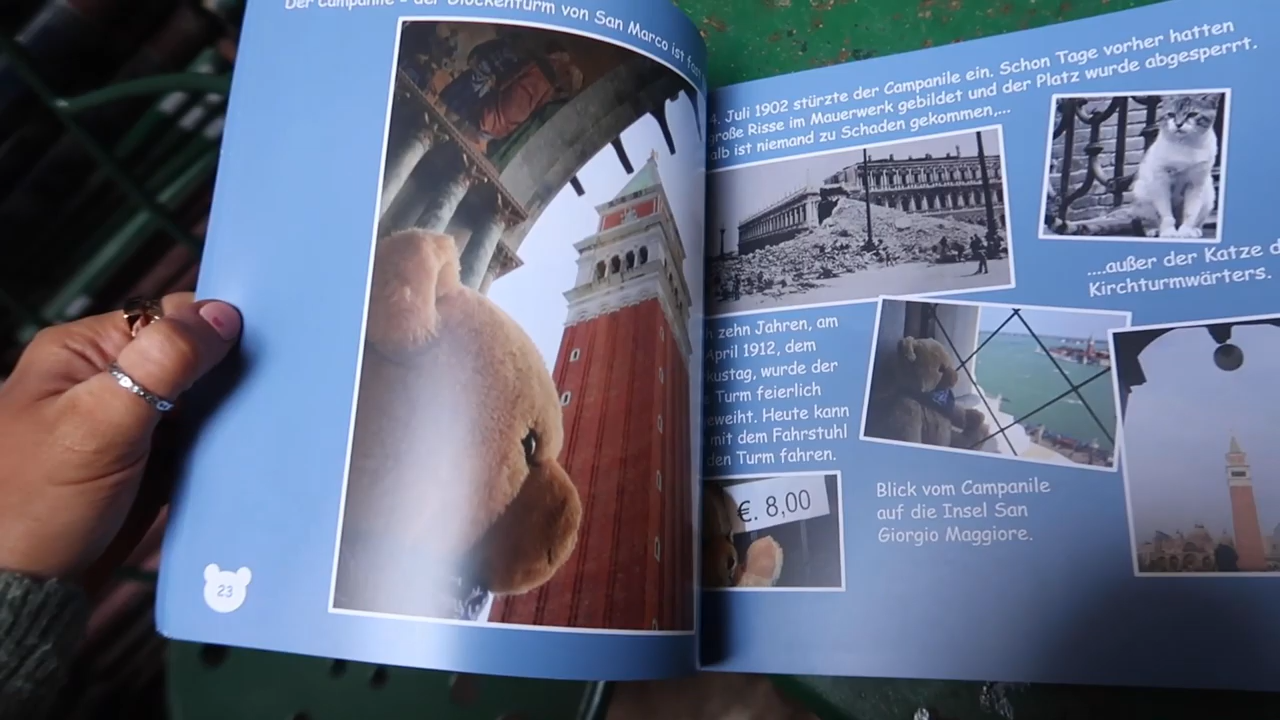 Der Campanile - der Glockenturm von San Marco ist fast
23
4. Juli 1902 stürzte der Campanile ein. Schon Tage vorher hatten
große Risse im Mauerwerk gebildet und der Platz wurde abgesperrt.
alb ist niemand zu Schaden gekommen,...
....außer der Katze d
Kirchturmwärters.
h zehn Jahren, am
April 1912, dem
kustag, wurde der
Turm feierlich
eweiht. Heute kann
mit dem Fahrstuhl
den Turm fahren.
€. 8,00
Blick vom Campanile
auf die Insel San
Giorgio Maggiore.